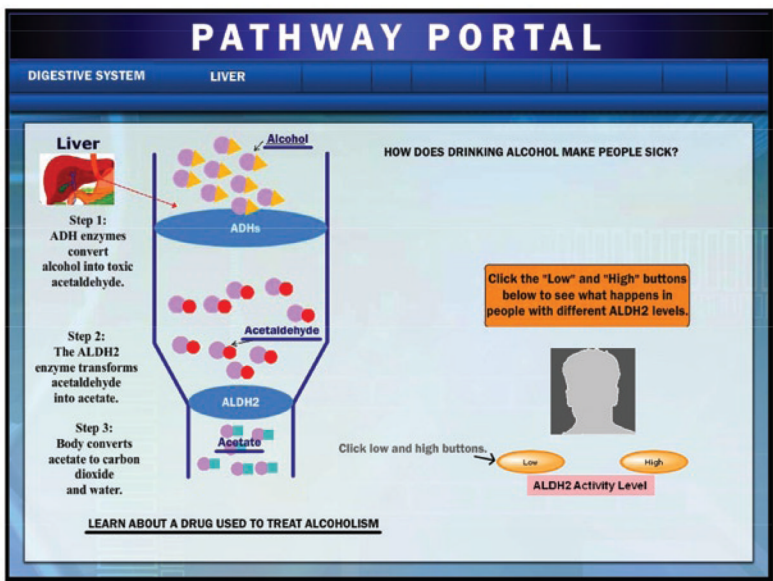 PATHWAY PORTAL
DIGESTIVE SYSTEM
LIVER
Liver
Alcohol
HOW DOES DRINKING ALCOHOL MAKE PEOPLE SICK?
Step 1:
ADH enzymes
convert
alcohol into toxic
acetaldehyde.
ADHs
Acetaldehyde
Step 2:
The ALDH2
enzyme transforms
acetaldehyde
into acetate.
ALDH2
Step 3:
Body converts
acetate to carbon
dioxide
and water.
Acetate
Click the "Low" and "High" buttons
below to see what happens in
people with different ALDH2 levels.
Click low and high buttons.
Low
High
ALDH2 Activity Level
LEARN ABOUT A DRUG USED TO TREAT ALCOHOLISM